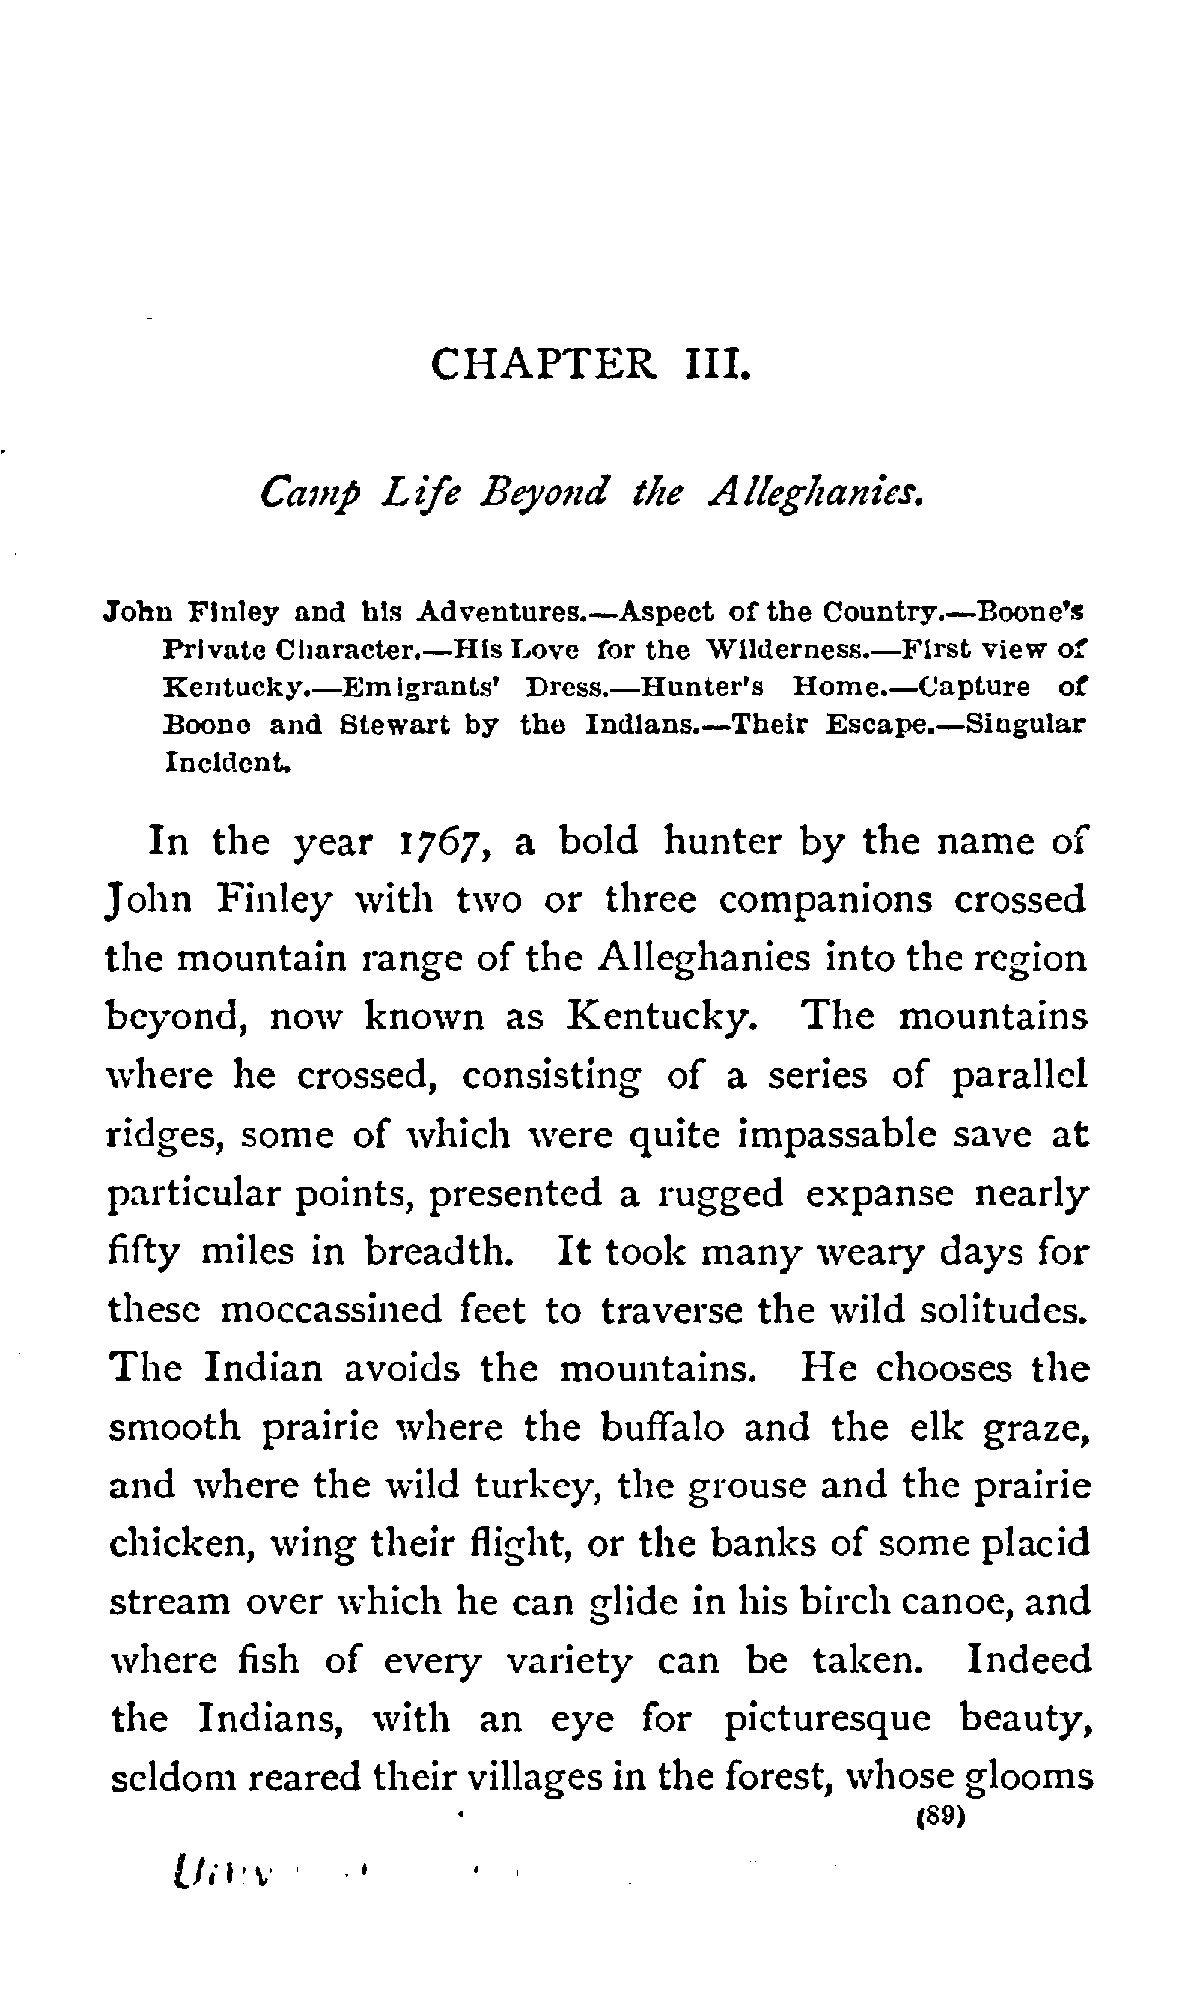 CHAPTER III.
Camp Life Beyond the Alleghanies.
John Finley and his Adventures.—Aspect of the Country.—Boone's
Private Character.—His Love for the Wilderness.—First view of
Kentucky.—Emigrants' Dress.—Hunter's Home.—Capture of
Boone and Stewart by the Indians.—Their Escape.—Singular
Incident.
In the year 1767, a bold hunter by the name of
John Finley with two or three companions crossed
the mountain range of the Alleghanies into the region
beyond, now known as Kentucky. The mountains
where he crossed, consisting of a series of parallel
ridges, some of which were quite impassable save at
particular points, presented a rugged expanse nearly
fifty miles in breadth. It took many weary days for
these moccassined feet to traverse the wild solitudes.
The Indian avoids the mountains. He chooses the
smooth prairie where the buffalo and the elk graze,
and where the wild turkey, the grouse and the prairie
chicken, wing their flight, or the banks of some placid
stream over which he can glide in his birch canoe, and
where fish of every variety can be taken. Indeed
the Indians, with an eye for picturesque beauty,
seldom reared their villages in the forest, whose glooms
(89)